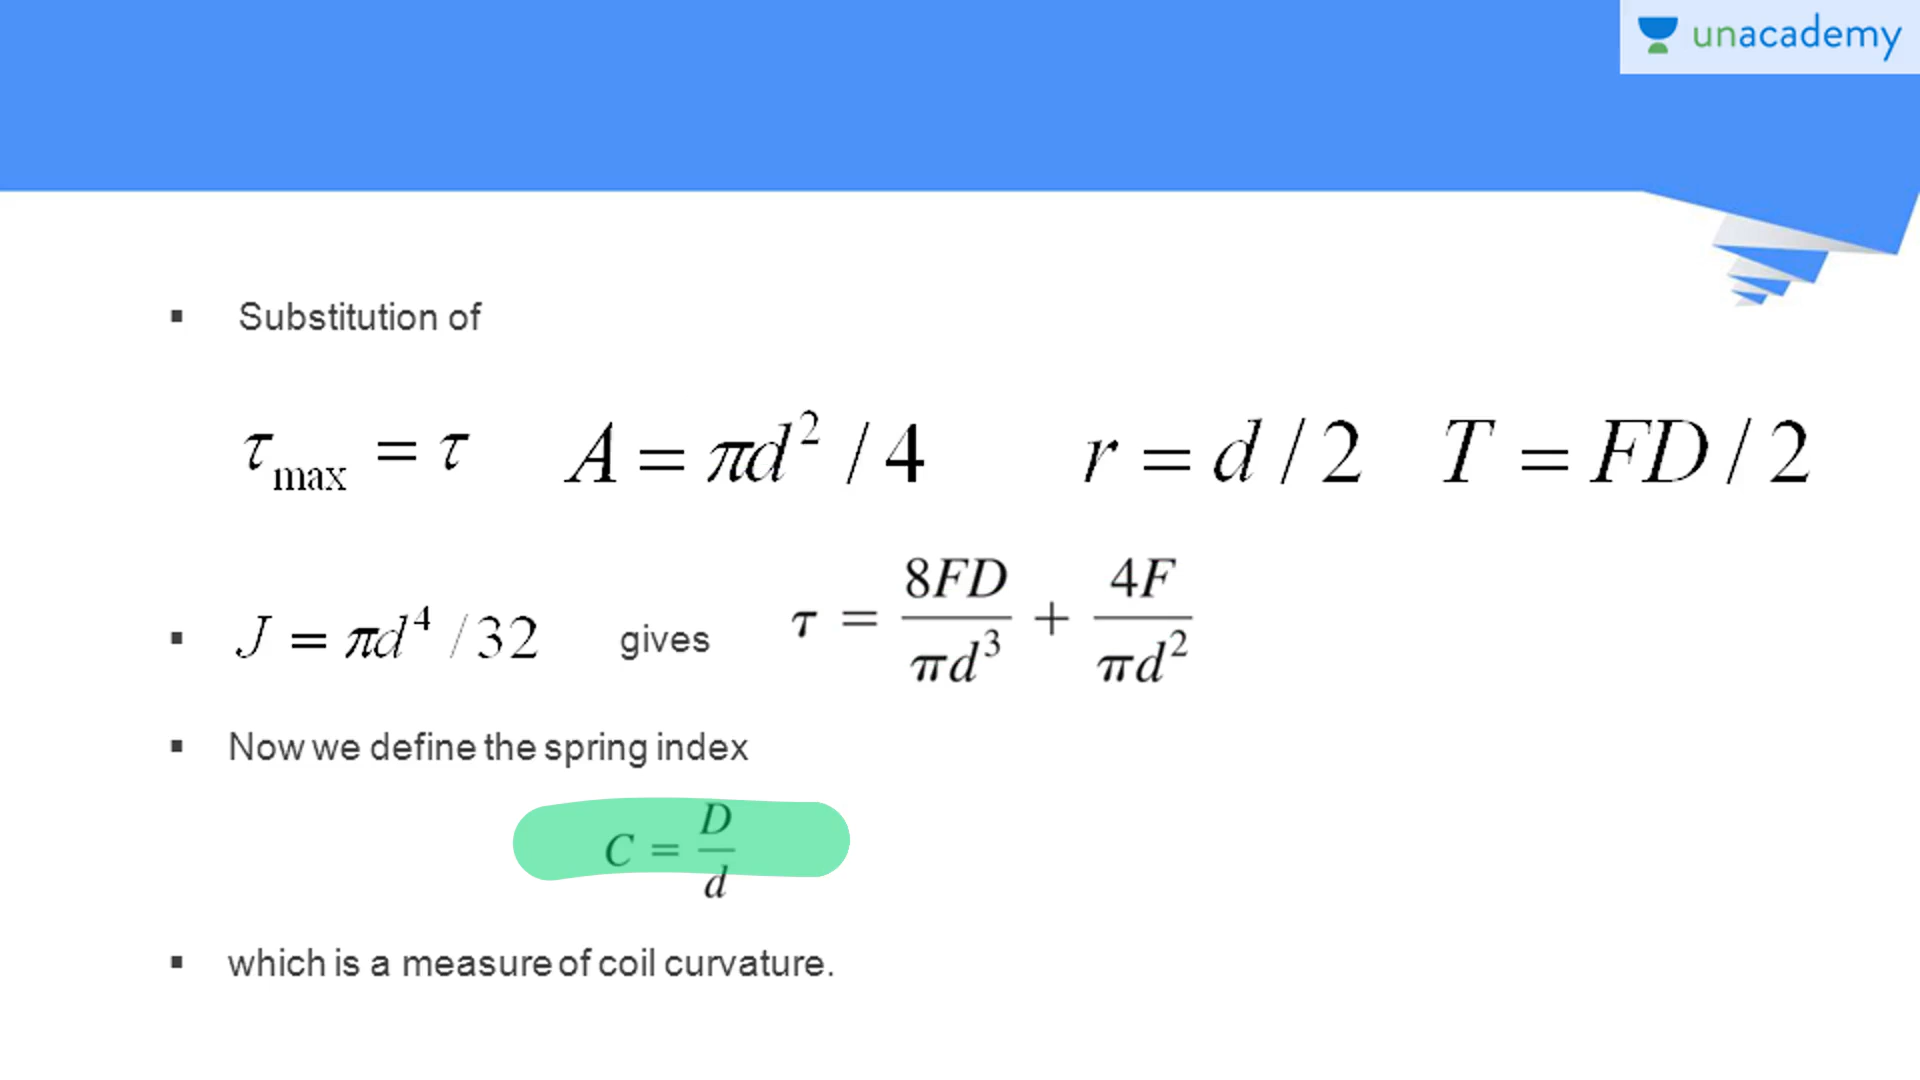 unacademy
▪ Substitution of
τmax = τ A = πd² / 4 r = d / 2 T = FD / 2
▪ J = πd⁴ / 32 gives τ = 8FD/πd³ + 4F/πd²
▪ Now we define the spring index
C = D/d
▪ which is a measure of coil curvature.